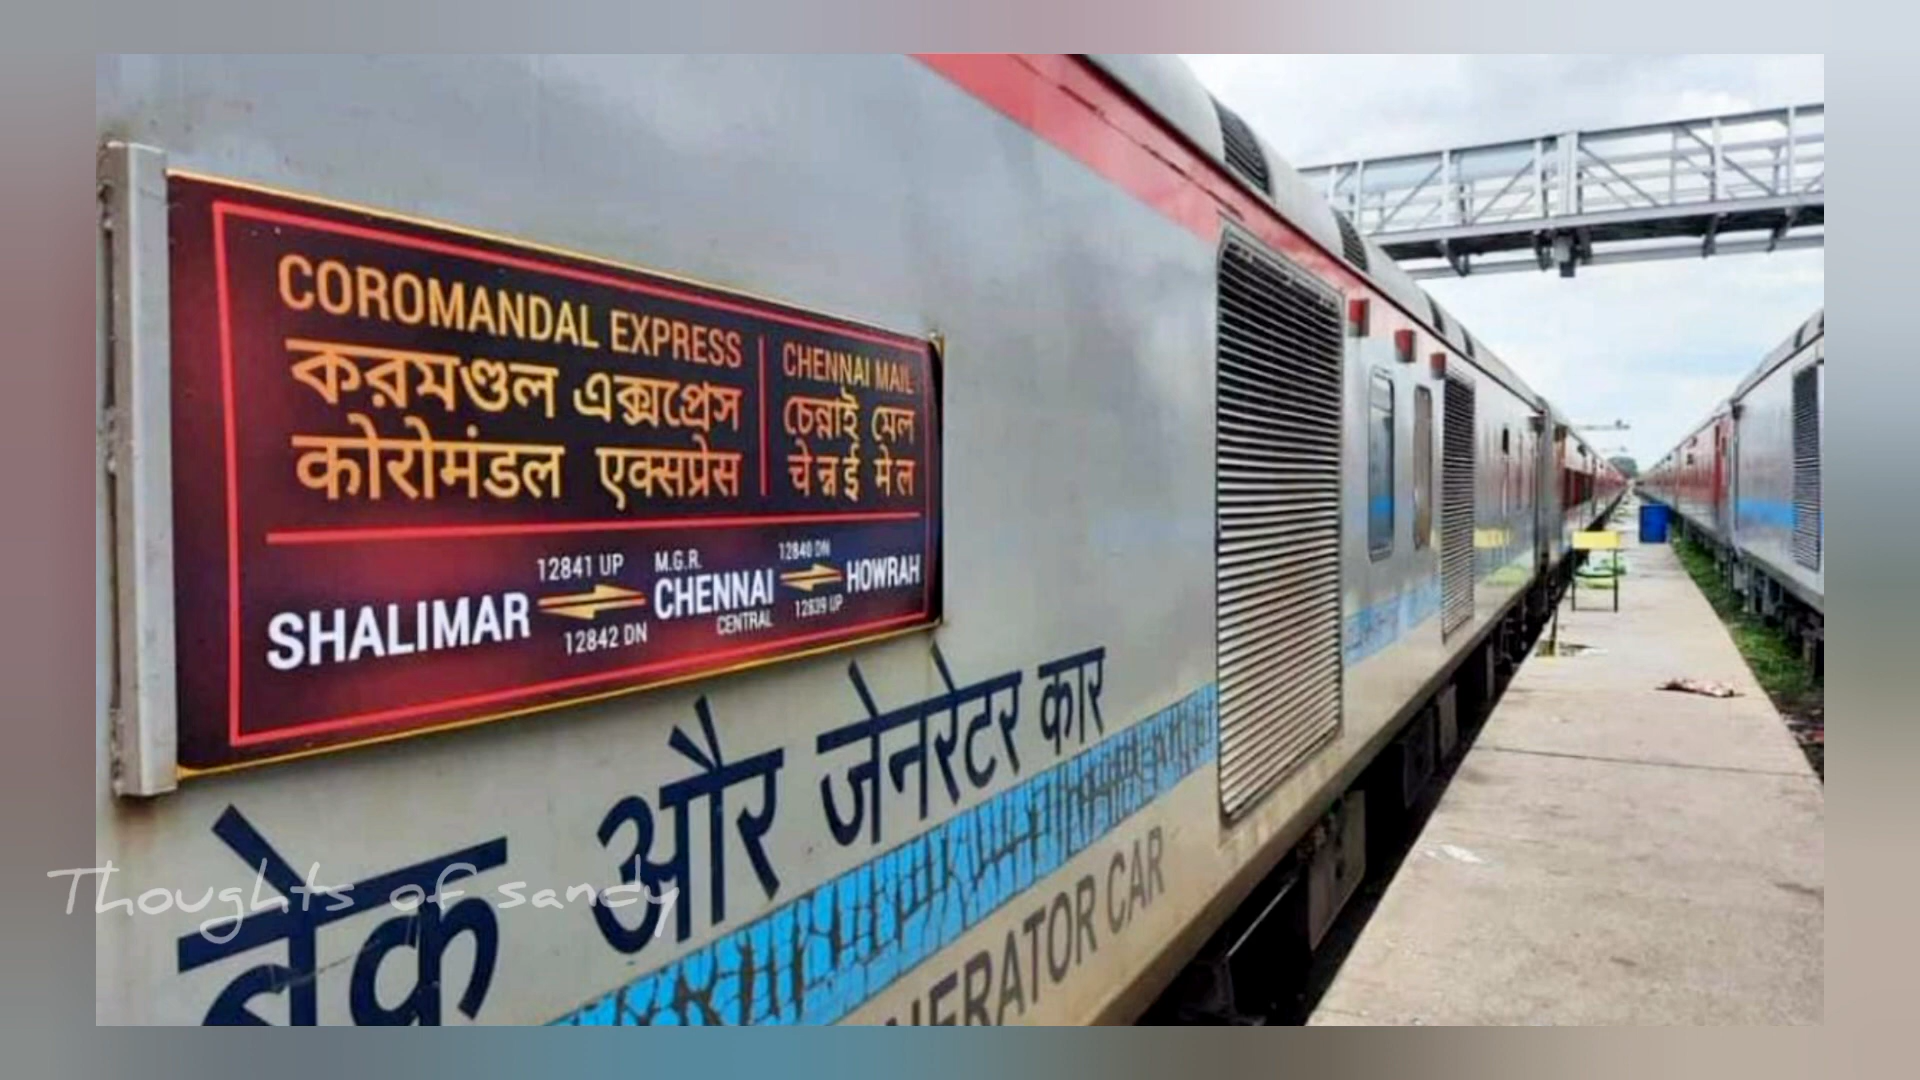 COROMANDAL EXPRESS
করমণ্ডল এক্সপ্রেস
कोरोमंडल एक्सप्रेस
CHENNAI MAIL
চেন্নাই মেল
चेन्नई मेल
SHALIMAR
12841 UP
12842 DN
M.G.R.
CHENNAI
CENTRAL
12840 DN
12839 UP
HOWRAH
ब्रेक और जेनरेटर कार
CAR
Thoughts of sandy